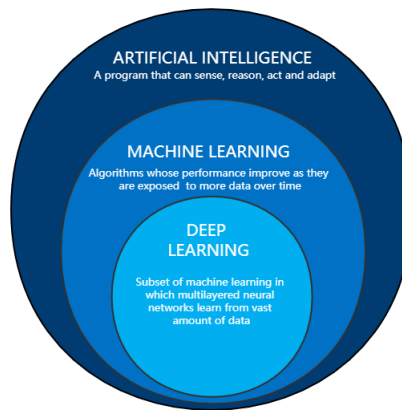 ARTIFICIAL INTELLIGENCE
A program that can sense, reason, act and adapt
MACHINE LEARNING
Algorithms whose performance improve as they
are exposed to more data over time
DEEP
LEARNING
Subset of machine learning in
which multilayered neural
networks learn from vast
amount of data